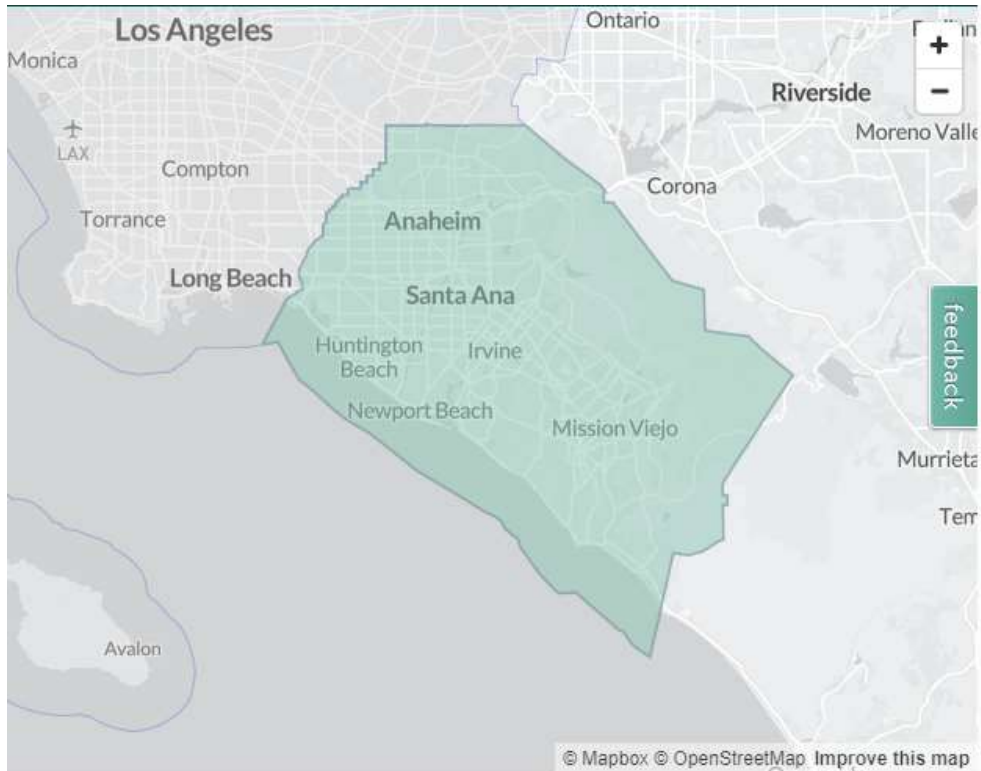 Los Angeles
Ontario
Monica
+
−
Riverside
LAX
Moreno Valle
Compton
Corona
Torrance
Anaheim
Long Beach
Santa Ana
feedback
Huntington
Beach
Irvine
Newport Beach
Mission Viejo
Murrieta
Tem
Avalon
© Mapbox © OpenStreetMap Improve this map